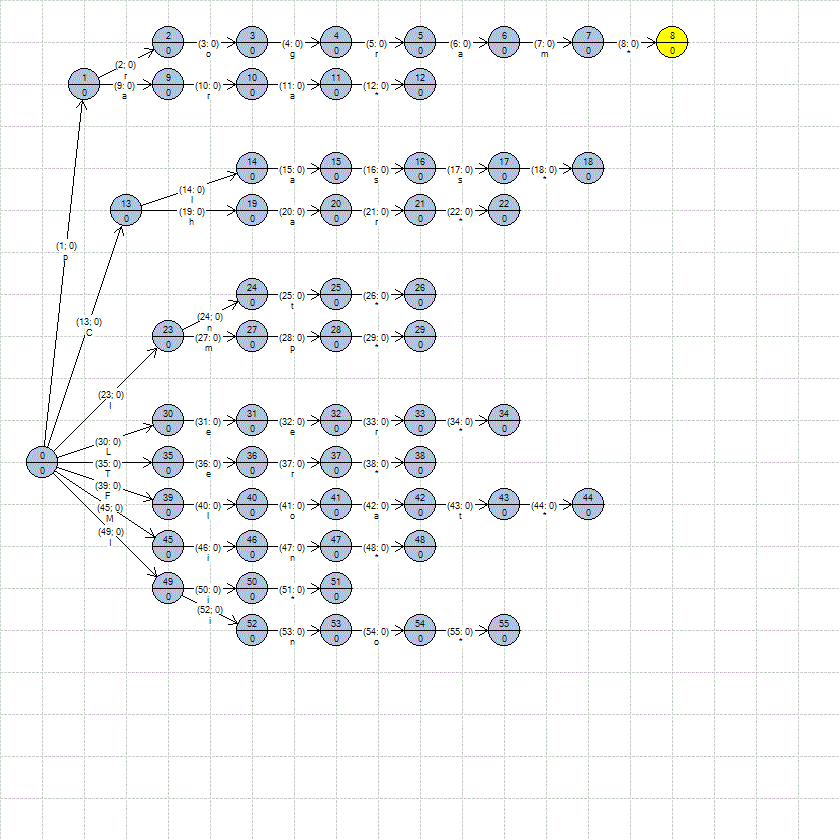 2 0 (3: 0) o 3 0 (4: 0) g 4 0 (5: 0) r 5 0 (6: 0) a 6 0 (7: 0) m 7 0 (8: 0) * 8 0
(2; 0) r
1 0 (9: 0) a 9 0 (10: 0) r 10 0 (11: 0) a 11 0 (12: 0) * 12 0
14 0 (15: 0) a 15 0 (16: 0) s 16 0 (17: 0) s 17 0 (18: 0) * 18 0
(14: 0) l
13 0 (19: 0) h 19 0 (20: 0) a 20 0 (21: 0) r 21 0 (22: 0) * 22 0
(1; 0) p
24 0 (25: 0) t 25 0 (26: 0) * 26 0
(24; 0) n
(13; 0) C
23 0 (27: 0) m 27 0 (28: 0) p 28 0 (29: 0) * 29 0
(23; 0) I
30 0 (31: 0) e 31 0 (32: 0) e 32 0 (33: 0) r 33 0 (34: 0) * 34 0
(30: 0) L
0 0 (35: 0) T 35 0 (36: 0) e 36 0 (37: 0) r 37 0 (38: 0) * 38 0
(39: 0) F
39 0 (40: 0) l 40 0 (41: 0) o 41 0 (42: 0) a 42 0 (43: 0) t 43 0 (44: 0) * 44 0
(45: 0) M
(49: 0) I
45 0 (46: 0) i 46 0 (47: 0) n 47 0 (48: 0) * 48 0
49 0 (50: 0) i 50 0 (51: 0) * 51 0
(52; 0) i
52 0 (53: 0) n 53 0 (54: 0) o 54 0 (55: 0) * 55 0